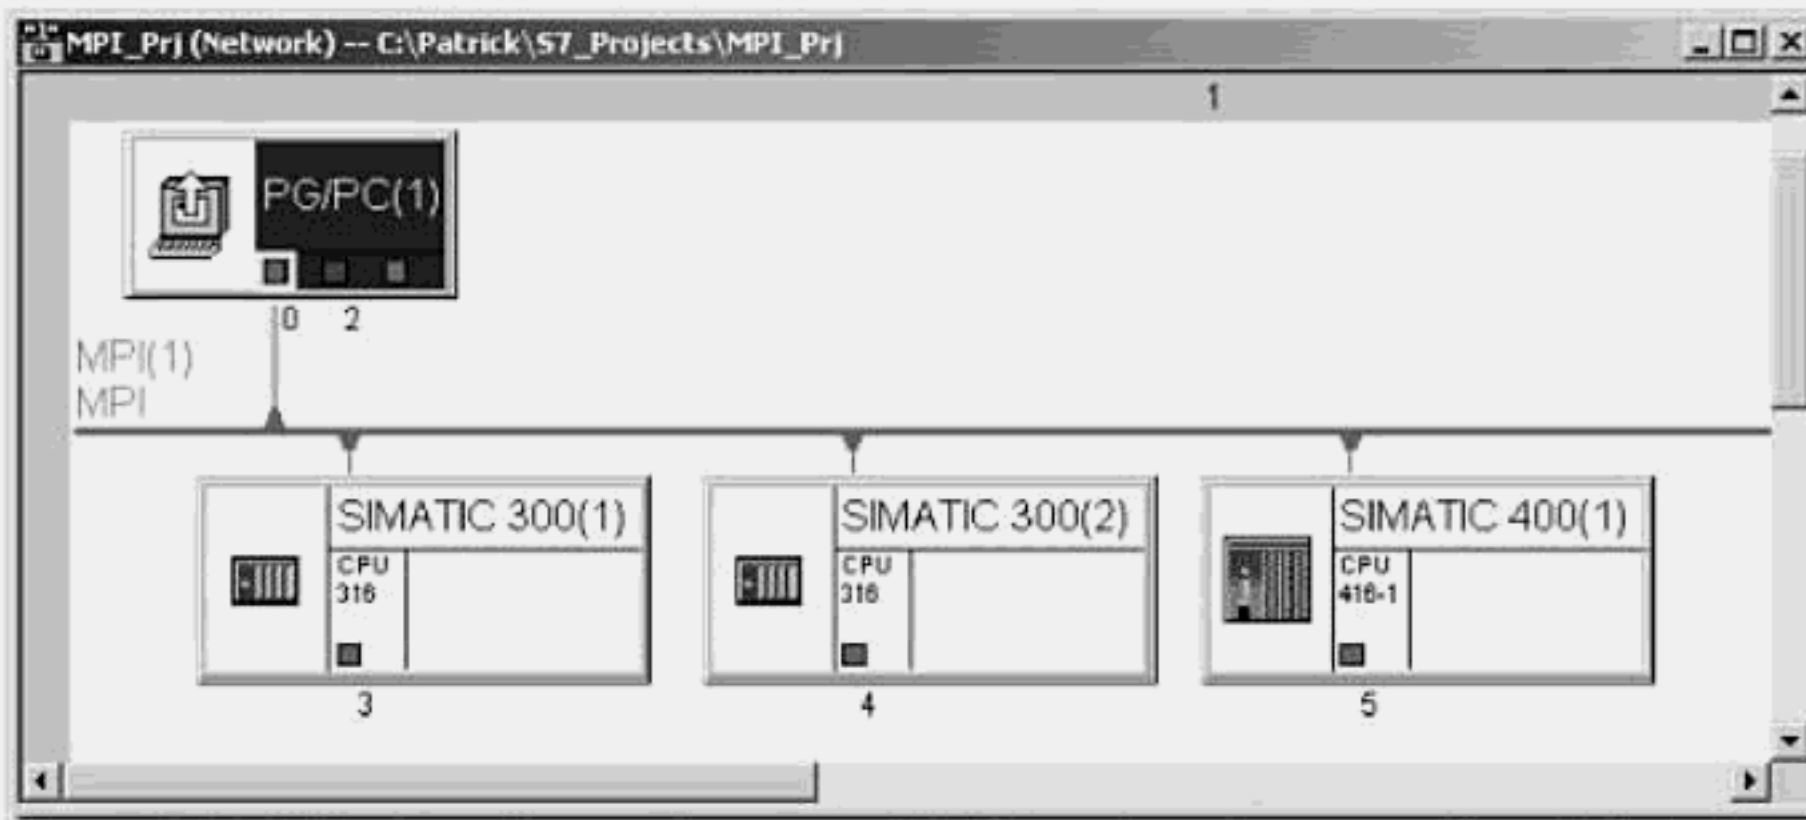 MPI_Prj (Network) -- C:\Patrick\S7_Projects\MPI_Prj
1
PG/PC(1)
0 2
MPI(1)
MPI
SIMATIC 300(1)
CPU
316
3
SIMATIC 300(2)
CPU
316
4
SIMATIC 400(1)
CPU
416-1
5